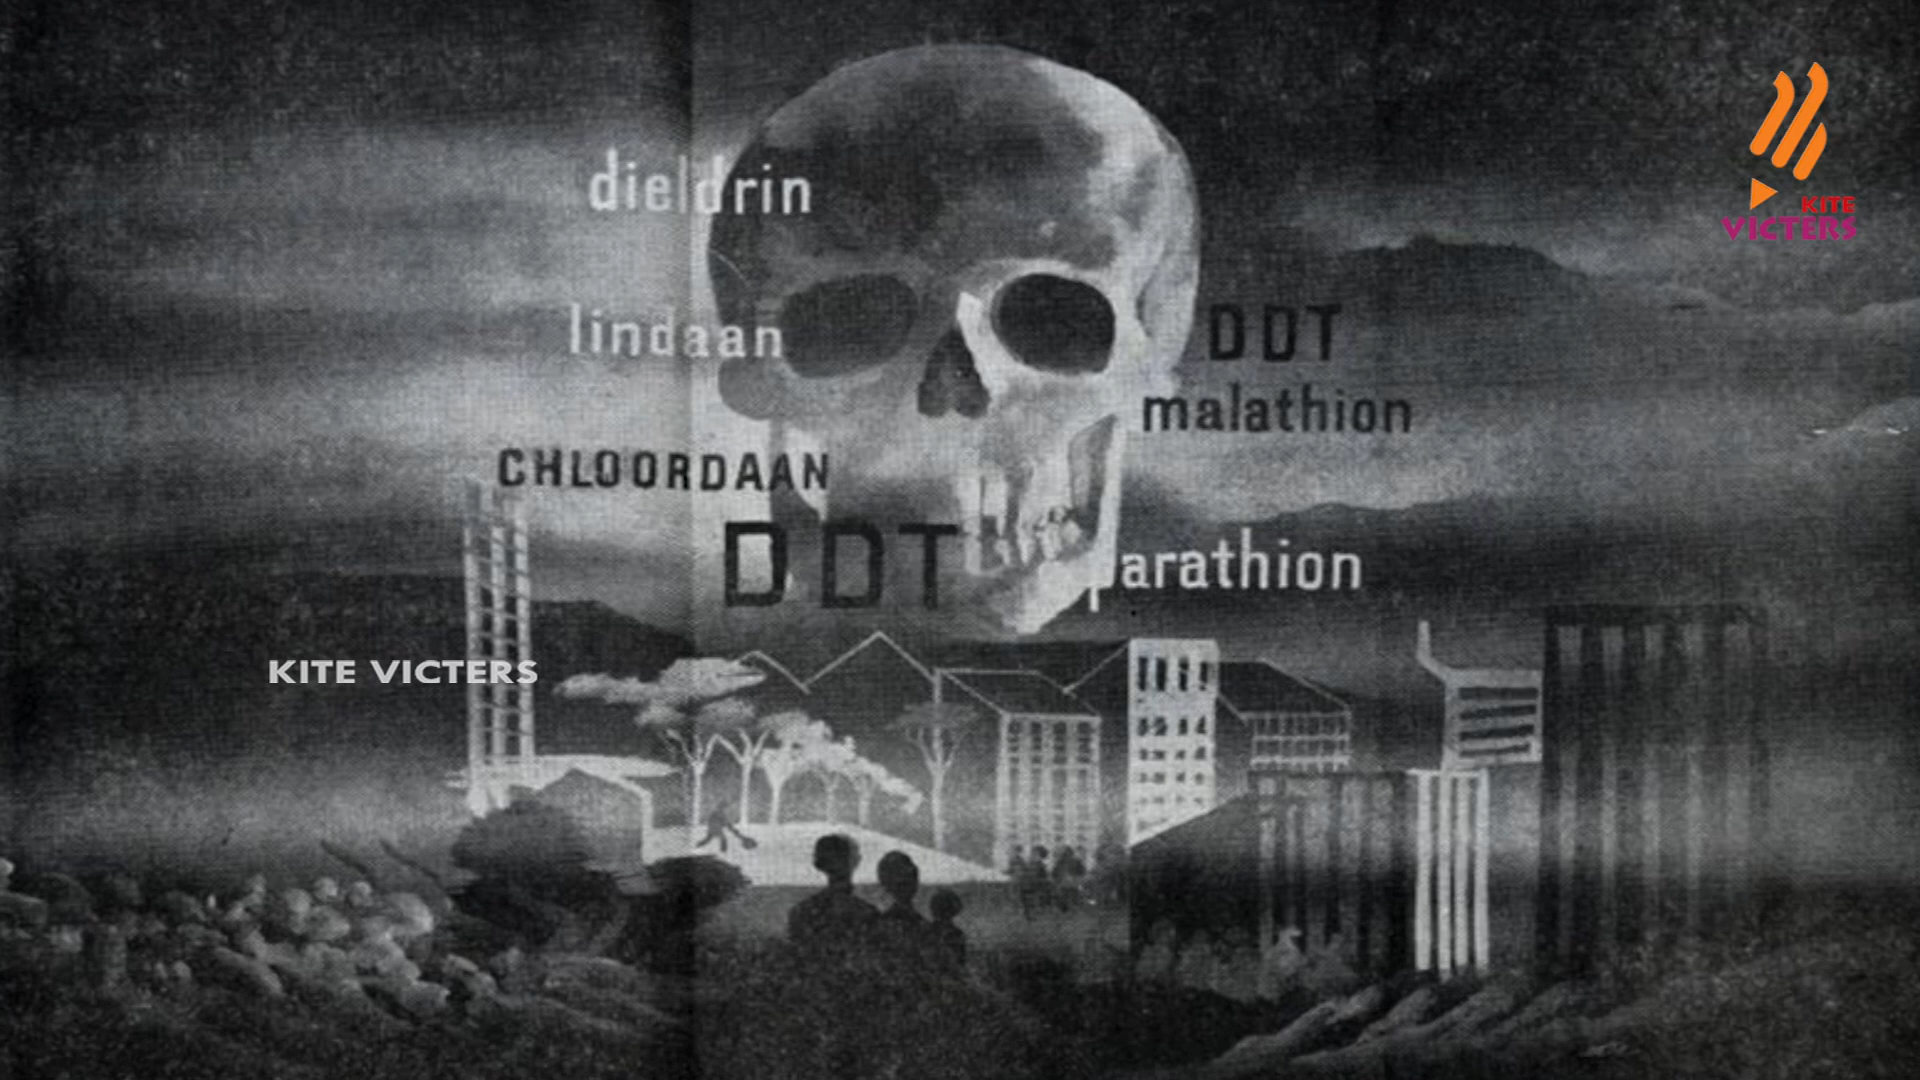 dieldrin
lindaan
DDT
malathion
CHLOORDAAN
DDT
parathion
KITE VICTERS
KITE
VICTERS